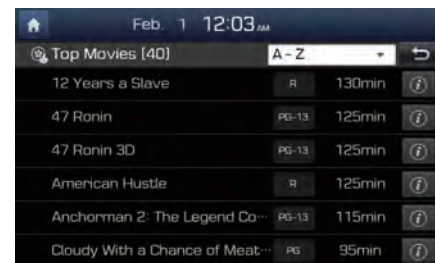 Feb. 1 12:03 AM
Top Movies [40] A-Z
12 Years a Slave R 130min
47 Ronin PG-13 125min
47 Ronin 3D PG-13 125min
American Hustle R 125min
Anchorman 2: The Legend Co··· PG-13 115min
Cloudy With a Chance of Meat··· PG 95min